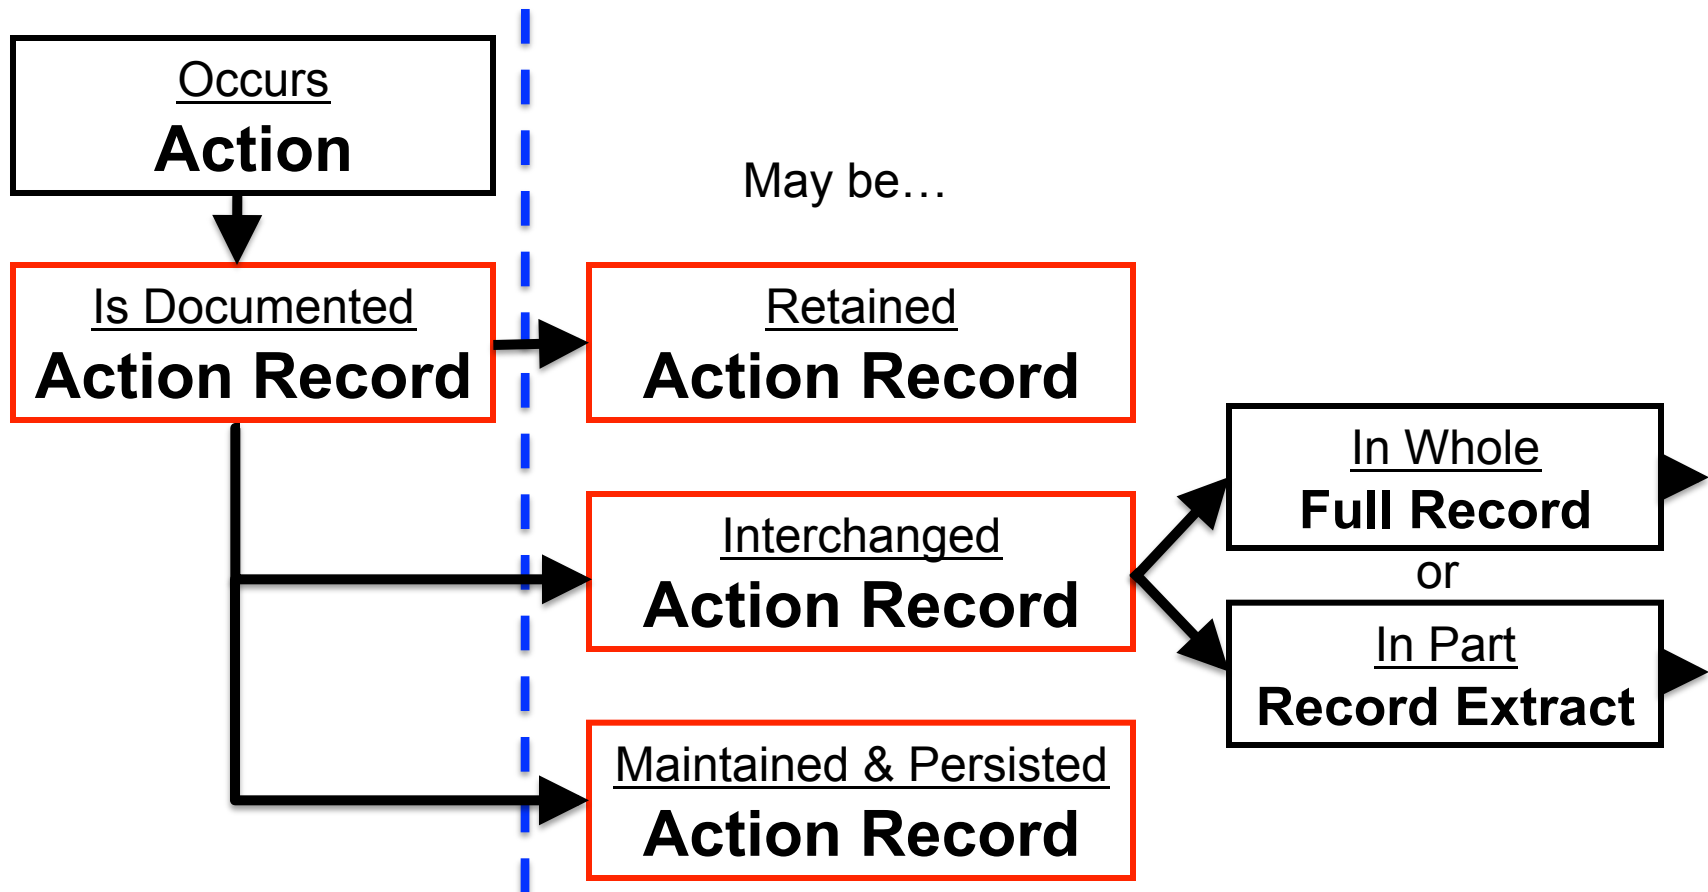 Occurs
Action
May be…
Is Documented
Action Record
Retained
Action Record
Interchanged
Action Record
In Whole
Full Record
or
In Part
Record Extract
Maintained & Persisted
Action Record